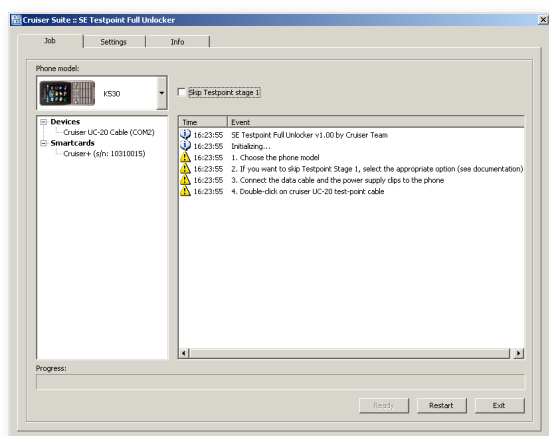 Cruiser Suite :: SE Testpoint Full Unlocker
Job Settings Info
Phone model:
K530
Skip Testpoint stage 1
Devices
Cruiser UC-20 Cable (COM2)
Smartcards
Cruiser+ (s/n: 10310015)
Time Event
16:23:55 SE Testpoint Full Unlocker v1.00 by Cruiser Team
16:23:55 Initializing...
16:23:55 1. Choose the phone model
16:23:55 2. If you want to skip Testpoint Stage 1, select the appropriate option (see documentation)
16:23:55 3. Connect the data cable and the power supply clips to the phone
16:23:55 4. Double-click on cruiser UC-20 test-point cable
Progress:
Ready Restart Exit